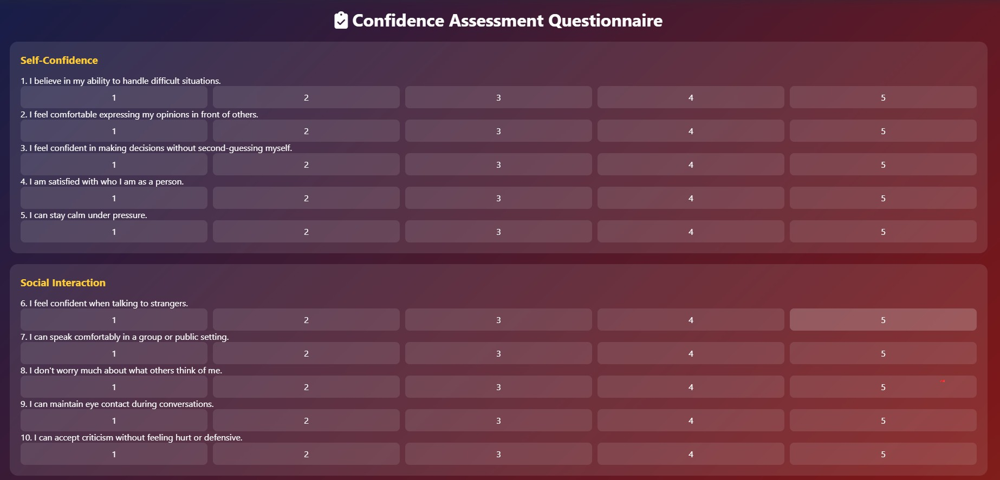 Confidence Assessment Questionnaire
Self-Confidence
1. I believe in my ability to handle difficult situations.
1 2 3 4 5
2. I feel comfortable expressing my opinions in front of others.
1 2 3 4 5
3. I feel confident in making decisions without second-guessing myself.
1 2 3 4 5
4. I am satisfied with who I am as a person.
1 2 3 4 5
5. I can stay calm under pressure.
1 2 3 4 5
Social Interaction
6. I feel confident when talking to strangers.
1 2 3 4 5
7. I can speak comfortably in a group or public setting.
1 2 3 4 5
8. I don't worry much about what others think of me.
1 2 3 4 5
9. I can maintain eye contact during conversations.
1 2 3 4 5
10. I can accept criticism without feeling hurt or defensive.
1 2 3 4 5